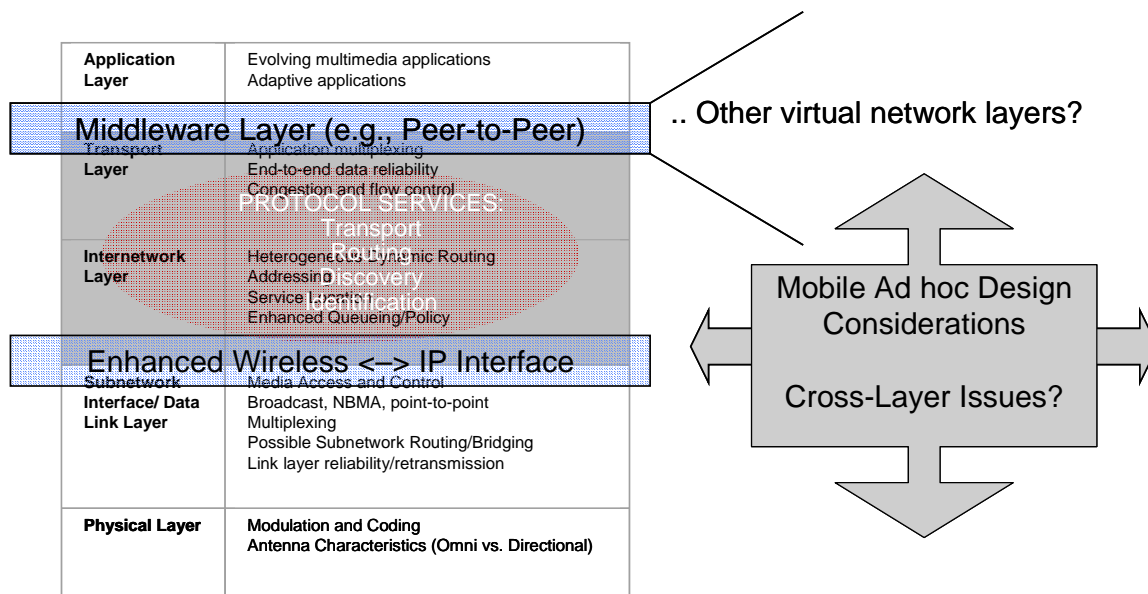 Application Evolving multimedia applications
Layer Adaptive applications
Middleware Layer (e.g., Peer-to-Peer)
.. Other virtual network layers?
Transport Application multiplexing
Layer End-to-end data reliability
Congestion and flow control
PROTOCOL SERVICES:
Transport
Routing
Discovery
Identification
Internetwork Heterogeneous Dynamic Routing
Layer Addressing
Service Location
Enhanced Queueing/Policy
Enhanced Wireless <–> IP Interface
Subnetwork Media Access and Control
Interface/ Data Broadcast, NBMA, point-to-point
Link Layer Multiplexing
Possible Subnetwork Routing/Bridging
Link layer reliability/retransmission
Physical Layer Modulation and Coding
Antenna Characteristics (Omni vs. Directional)
Mobile Ad hoc Design
Considerations
Cross-Layer Issues?